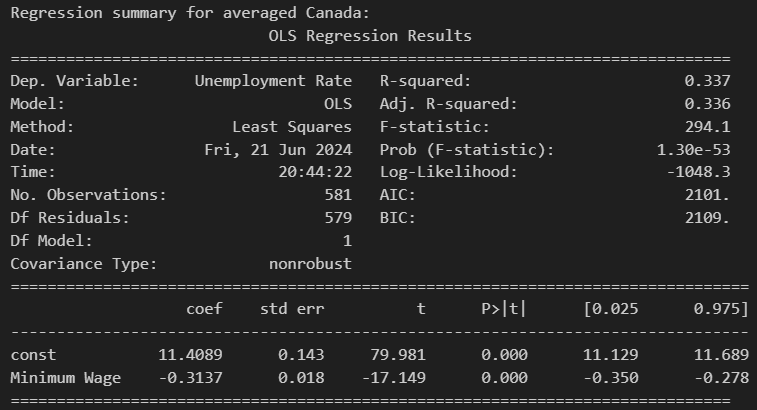 Regression summary for averaged Canada:
                            OLS Regression Results
==============================================================================
Dep. Variable:      Unemployment Rate   R-squared:                       0.337
Model:                            OLS   Adj. R-squared:                  0.336
Method:                 Least Squares   F-statistic:                     294.1
Date:                Fri, 21 Jun 2024   Prob (F-statistic):           1.30e-53
Time:                        20:44:22   Log-Likelihood:                -1048.3
No. Observations:                 581   AIC:                             2101.
Df Residuals:                     579   BIC:                             2109.
Df Model:                           1
Covariance Type:            nonrobust
================================================================================
                   coef    std err          t      P>|t|      [0.025      0.975]
--------------------------------------------------------------------------------
const           11.4089      0.143     79.981      0.000      11.129      11.689
Minimum Wage    -0.3137      0.018    -17.149      0.000      -0.350      -0.278
==============================================================================